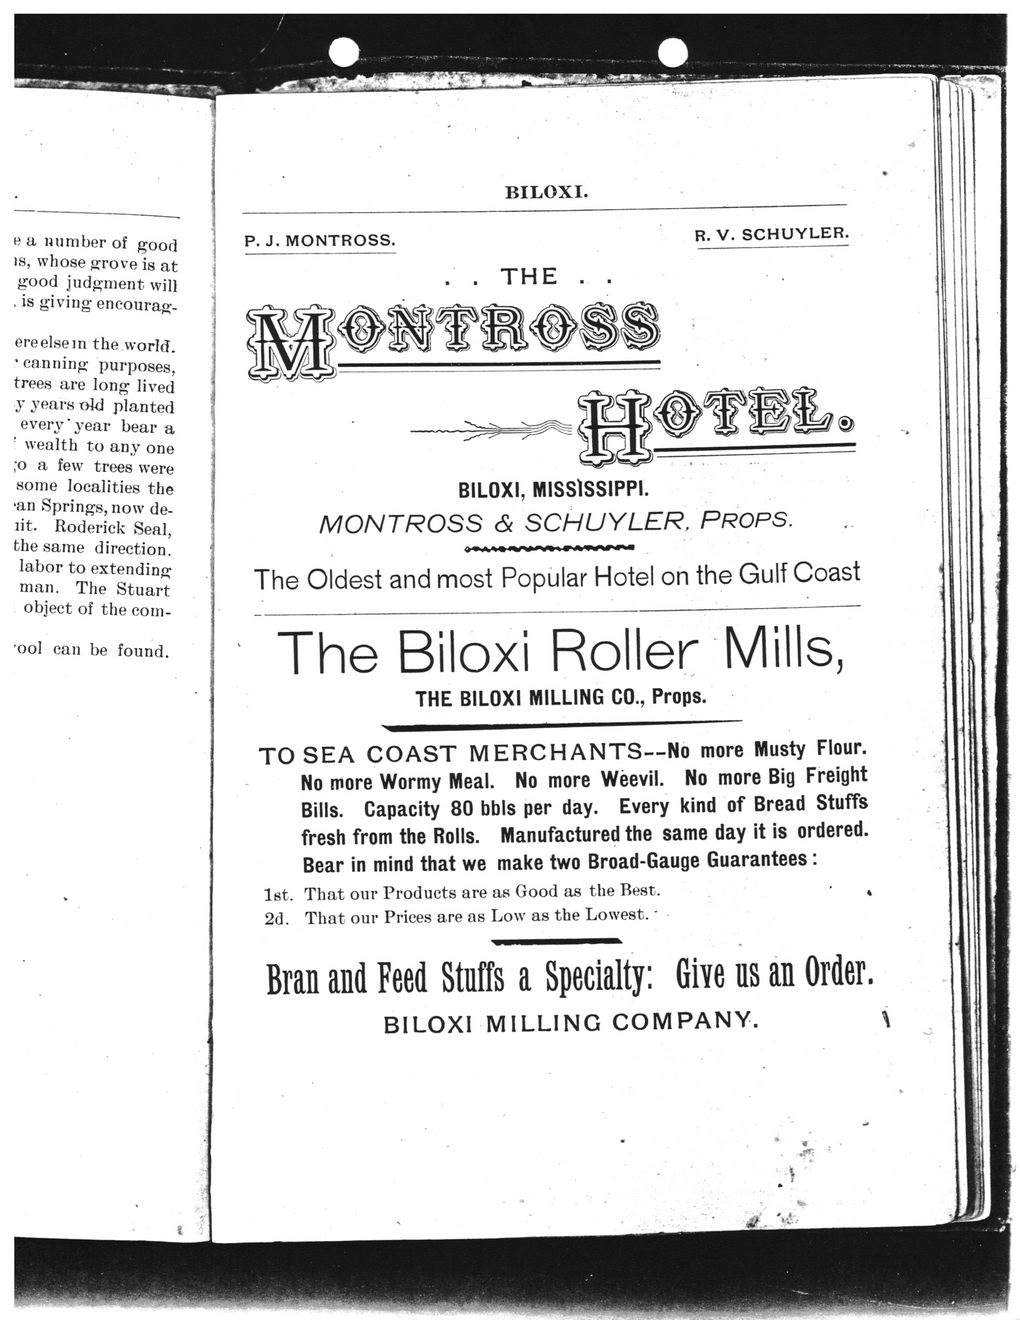 a number of good
whose grove is at
good judgment will
is giving encourag-
else in the world.
canning purposes,
trees are long lived
years old planted
every year bear a
wealth to any one
a few trees were
some localities the
Springs, now de-
Roderick Seal,
the same direction.
labor to extending
man. The Stuart
object of the com-
can be found.
BILOXI.
P. J. MONTROSS. R. V. SCHUYLER.
. . THE . .
MONTROSS
HOTEL.
BILOXI, MISSISSIPPI.
MONTROSS & SCHUYLER, PROPS.
The Oldest and most Popular Hotel on the Gulf Coast
The Biloxi Roller Mills,
THE BILOXI MILLING CO., Props.
TO SEA COAST MERCHANTS--No more Musty Flour.
No more Wormy Meal. No more Weevil. No more Big Freight
Bills. Capacity 80 bbls per day. Every kind of Bread Stuffs
fresh from the Rolls. Manufactured the same day it is ordered.
Bear in mind that we make two Broad-Gauge Guarantees:
1st. That our Products are as Good as the Best.
2d. That our Prices are as Low as the Lowest.
Bran and Feed Stuffs a Specialty: Give us an Order.
BILOXI MILLING COMPANY.